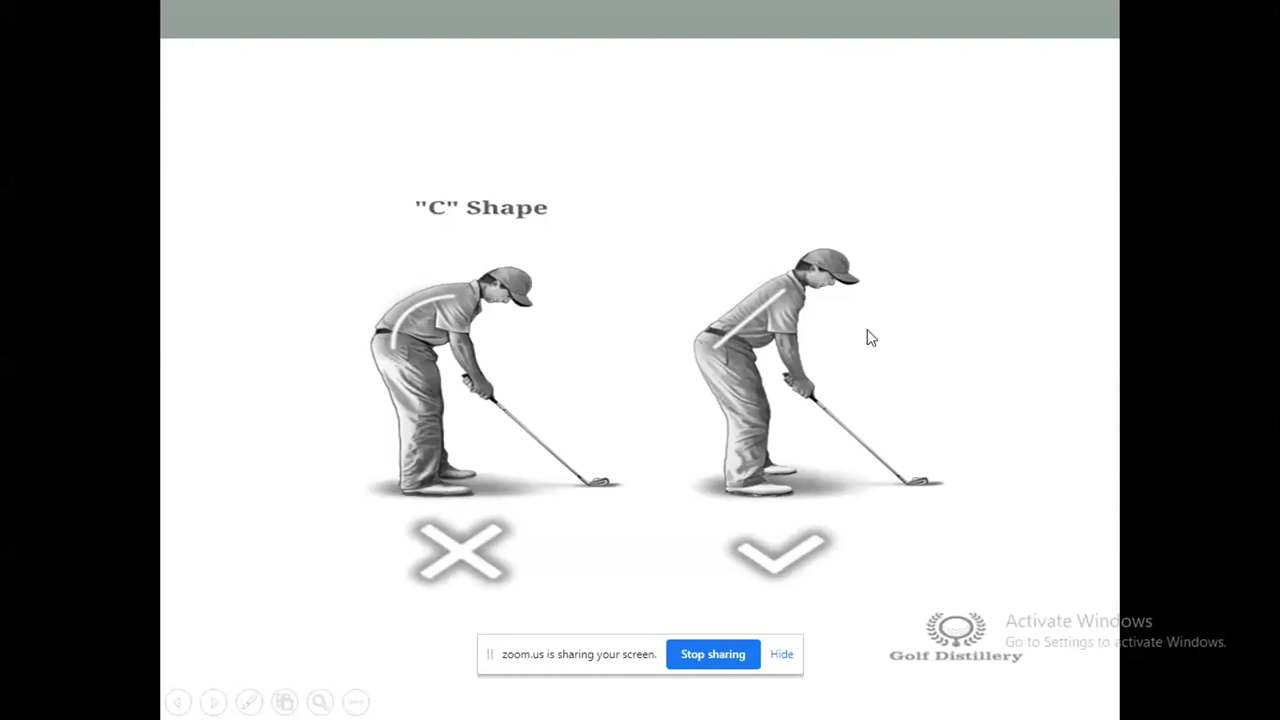 "C" Shape
Activate Windows
Go to Settings to activate Windows.
Golf Distillery
zoom.us is sharing your screen.
Stop sharing
Hide